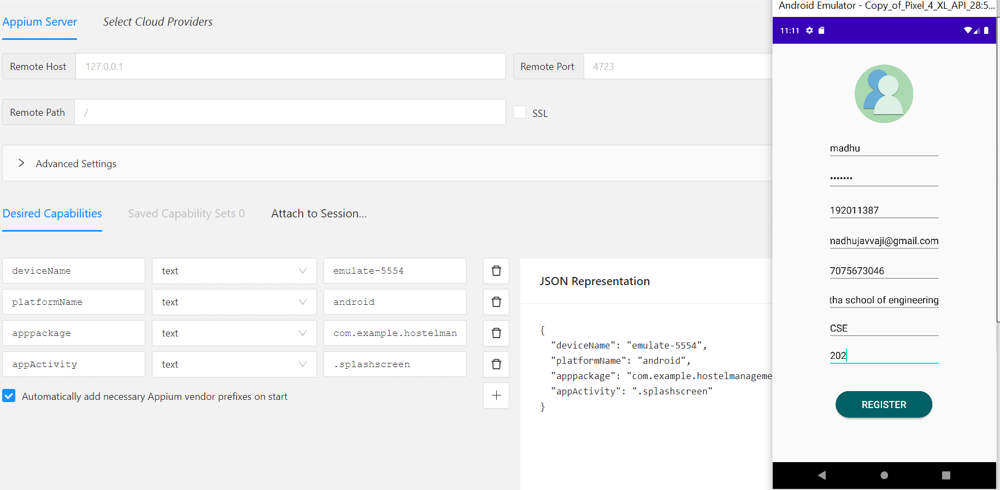 Appium Server
Select Cloud Providers
Remote Host
127.0.0.1
Remote Port
4723
Remote Path
/
SSL
Advanced Settings
Desired Capabilities
Saved Capability Sets 0
Attach to Session...
deviceName
text
emulate-5554
platformName
text
android
apppackage
text
com.example.hostelman
appActivity
text
.splashscreen
Automatically add necessary Appium vendor prefixes on start
JSON Representation
{
"deviceName": "emulate-5554",
"platformName": "android",
"apppackage": "com.example.hostelmanageme
"appActivity": ".splashscreen"
}
Android Emulator - Copy_of_Pixel_4_XL_API_28:5...
11:11
madhu
•••••••
192011387
madhujavvaji@gmail.com
7075673046
tha school of engineering
CSE
202
REGISTER